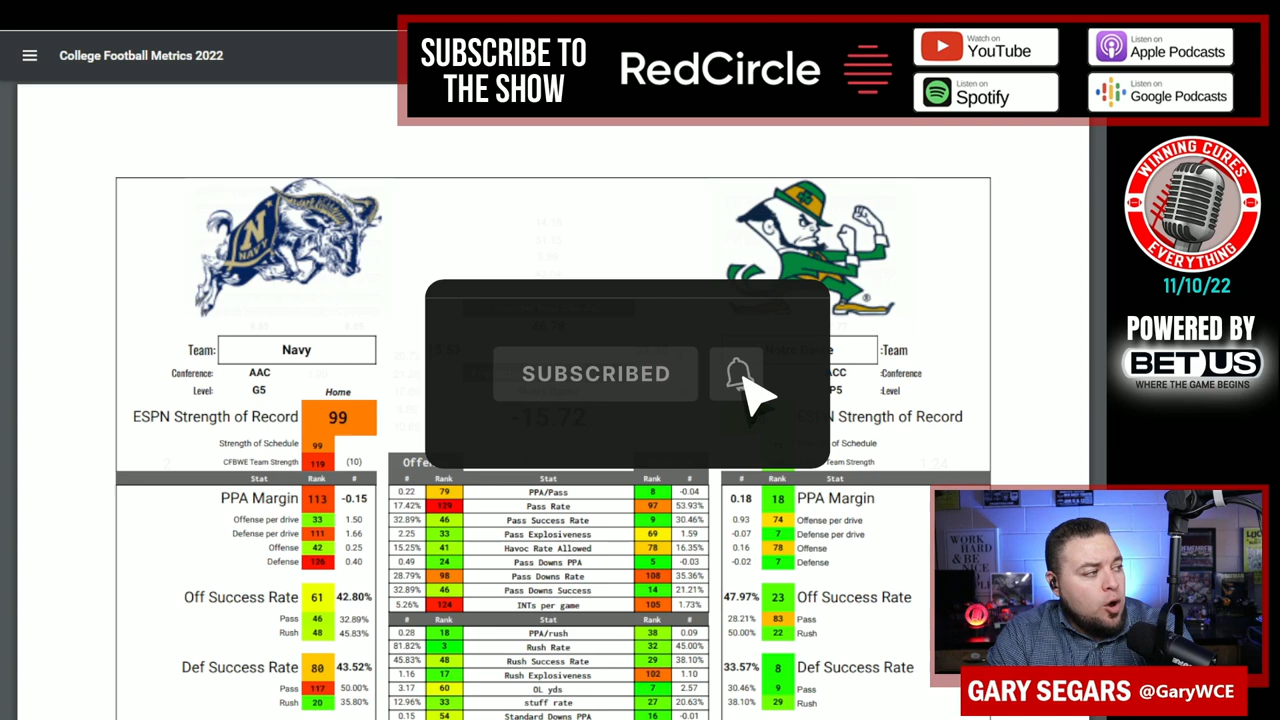 College Football Metrics 2022
SUBSCRIBE TO
THE SHOW
RedCircle
Watch on
YouTube
Listen on
Spotify
Listen on
Apple Podcasts
Listen on
Google Podcasts
WINNING CURES
EVERYTHING
11/10/22
POWERED BY
BETUS
WHERE THE GAME BEGINS
N
NAVY
SUBSCRIBED
-15.72
Team: Navy
Conference: AAC
Level: G5
Home
ESPN Strength of Record 99
Strength of Schedule 99
CFBWE Team Strength 119 (10)
Stat Rank #
PPA Margin 113 -0.15
Offense per drive 33 1.50
Defense per drive 111 1.66
Offense 42 0.25
Defense 126 0.40
Off Success Rate 61 42.80%
Pass 46 32.89%
Rush 48 45.83%
Def Success Rate 80 43.52%
Pass 117 50.00%
Rush 20 35.80%
# Rank Stat Rank #
0.22 79 PPA/Pass 8 -0.04
17.42% 129 Pass Rate 97 53.93%
32.89% 46 Pass Success Rate 9 30.46%
2.25 33 Pass Explosiveness 69 1.59
15.25% 41 Havoc Rate Allowed 78 16.35%
0.49 24 Pass Downs PPA 5 -0.03
28.79% 98 Pass Downs Rate 108 35.36%
32.89% 46 Pass Downs Success 14 21.21%
5.26% 124 INTs per game 105 1.73%
# Rank Stat Rank #
0.28 18 PPA/rush 38 0.09
81.82% 3 Rush Rate 32 45.00%
45.83% 48 Rush Success Rate 29 38.10%
1.16 17 Rush Explosiveness 102 1.10
3.17 60 OL yds 7 2.57
12.96% 33 stuff rate 27 20.63%
0.15 54 Standard Downs PPA 16 -0.01
:Team
:Conference
P5 :Level
ESPN Strength of Record
# Rank Stat
0.18 18 PPA Margin
0.93 74 Offense per drive
-0.07 7 Defense per drive
0.16 78 Offense
-0.02 7 Defense
47.97% 23 Off Success Rate
28.21% 83 Pass
50.00% 22 Rush
33.57% 8 Def Success Rate
30.46% 9 Pass
38.10% 29 Rush
WORK
HARD
& BE
NICE
GARY SEGARS @GaryWCE